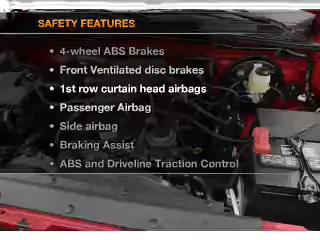 SAFETY FEATURES
• 4-wheel ABS Brakes
• Front Ventilated disc brakes
• 1st row curtain head airbags
• Passenger Airbag
• Side airbag
• Braking Assist
• ABS and Driveline Traction Control